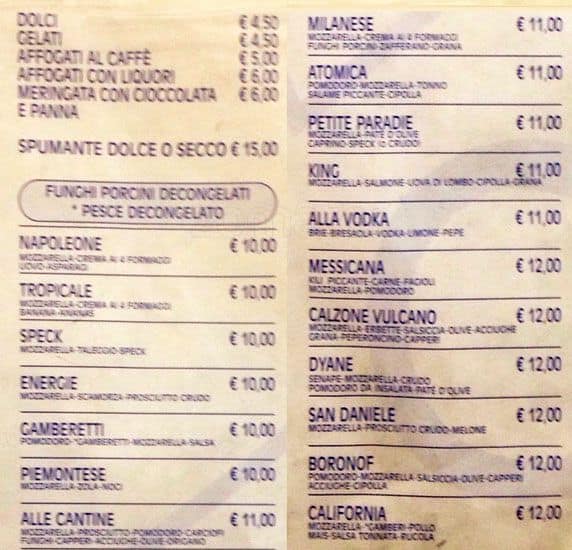 DOLCI € 4,50
GELATI € 4,50
AFFOGATI AL CAFFÈ € 5,00
AFFOGATI CON LIQUORI € 6,00
MERINGATA CON CIOCCOLATA € 6,00
E PANNA
SPUMANTE DOLCE O SECCO € 15,00
FUNGHI PORCINI DECONGELATI
* PESCE DECONGELATO
NAPOLEONE € 10,00
MOZZARELLA-CREMA AI 4 FORMAGGI
UOVO-ASPARAGI
TROPICALE € 10,00
MOZZARELLA-CREMA AI 4 FORMAGGI
BANANA-ANANAS
SPECK € 10,00
MOZZARELLA-TALEGGIO-SPECK
ENERGIE € 10,00
MOZZARELLA-SCAMORZA-PROSCIUTTO CRUDO
GAMBERETTI € 10,00
POMODORO-*GAMBERETTI-MOZZARELLA-SALSA
PIEMONTESE € 10,00
MOZZARELLA-ZOLA-NOCI
ALLE CANTINE € 11,00
MOZZARELLA-PROSCIUTTO-POMODORO-CARCIOFI
FUNGHI-CAPPERI-ACCIUGHE-OLIVE-ORIGANO
MILANESE € 11,00
MOZZARELLA-CREMA AI 4 FORMAGGI
FUNGHI PORCINI-ZAFFERANO-GRANA
ATOMICA € 11,00
POMODORO-MOZZARELLA-TONNO
SALAME PICCANTE-CIPOLLA
PETITE PARADIE € 11,00
MOZZARELLA-PATE D'OLIVE
CAPRINO-SPECK (O CRUDO)
KING € 11,00
MOZZARELLA-SALMONE-UOVA DI LOMBO-CIPOLLA-GRANA
ALLA VODKA € 11,00
BRIE-BRESAOLA-VODKA-LIMONE-PEPE
MESSICANA € 12,00
KILI PICCANTE-CARNE-FAGIOLI
MOZZARELLA-POMODORO
CALZONE VULCANO € 12,00
MOZZARELLA-ERBETTE-SALSICCIA-OLIVE-ACCIUGHE
GRANA-PEPERONCINO-CAPPERI
DYANE € 12,00
SENAPE-MOZZARELLA-CRUDO
POMODORO DA INSALATA-PATE D'OLIVE
SAN DANIELE € 12,00
MOZZARELLA-PROSCIUTTO CRUDO-MELONE
BORONOF € 12,00
POMODORO-MOZZARELLA-SALSICCIA-OLIVE-CAPPERI
ACCIUGHE-CIPOLLA
CALIFORNIA € 12,00
MOZZARELLA-*GAMBERI-POLLO
MAIS-SALSA TONNATA-RUCOLA